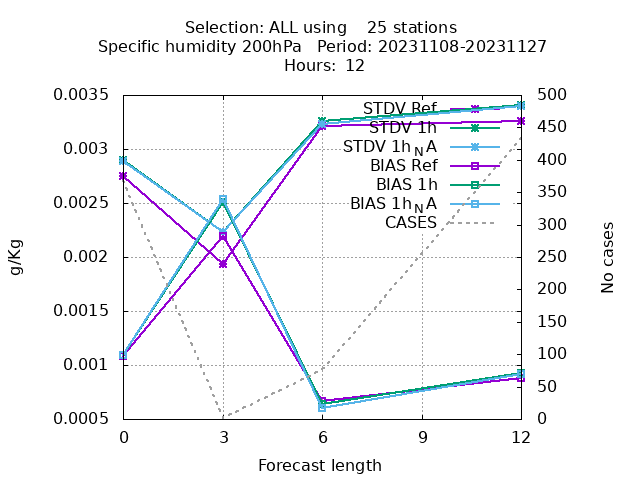 Selection: ALL using    25 stations
Specific humidity 200hPa   Period: 20231108-20231127
Hours: 12
STDV Ref
STDV 1h
STDV 1h_N A
BIAS Ref
BIAS 1h
BIAS 1h_N A
CASES
0.0035
0.003
0.0025
0.002
0.0015
0.001
0.0005
500
450
400
350
300
250
200
150
100
50
0
g/Kg
No cases
0 3 6 9 12
Forecast length